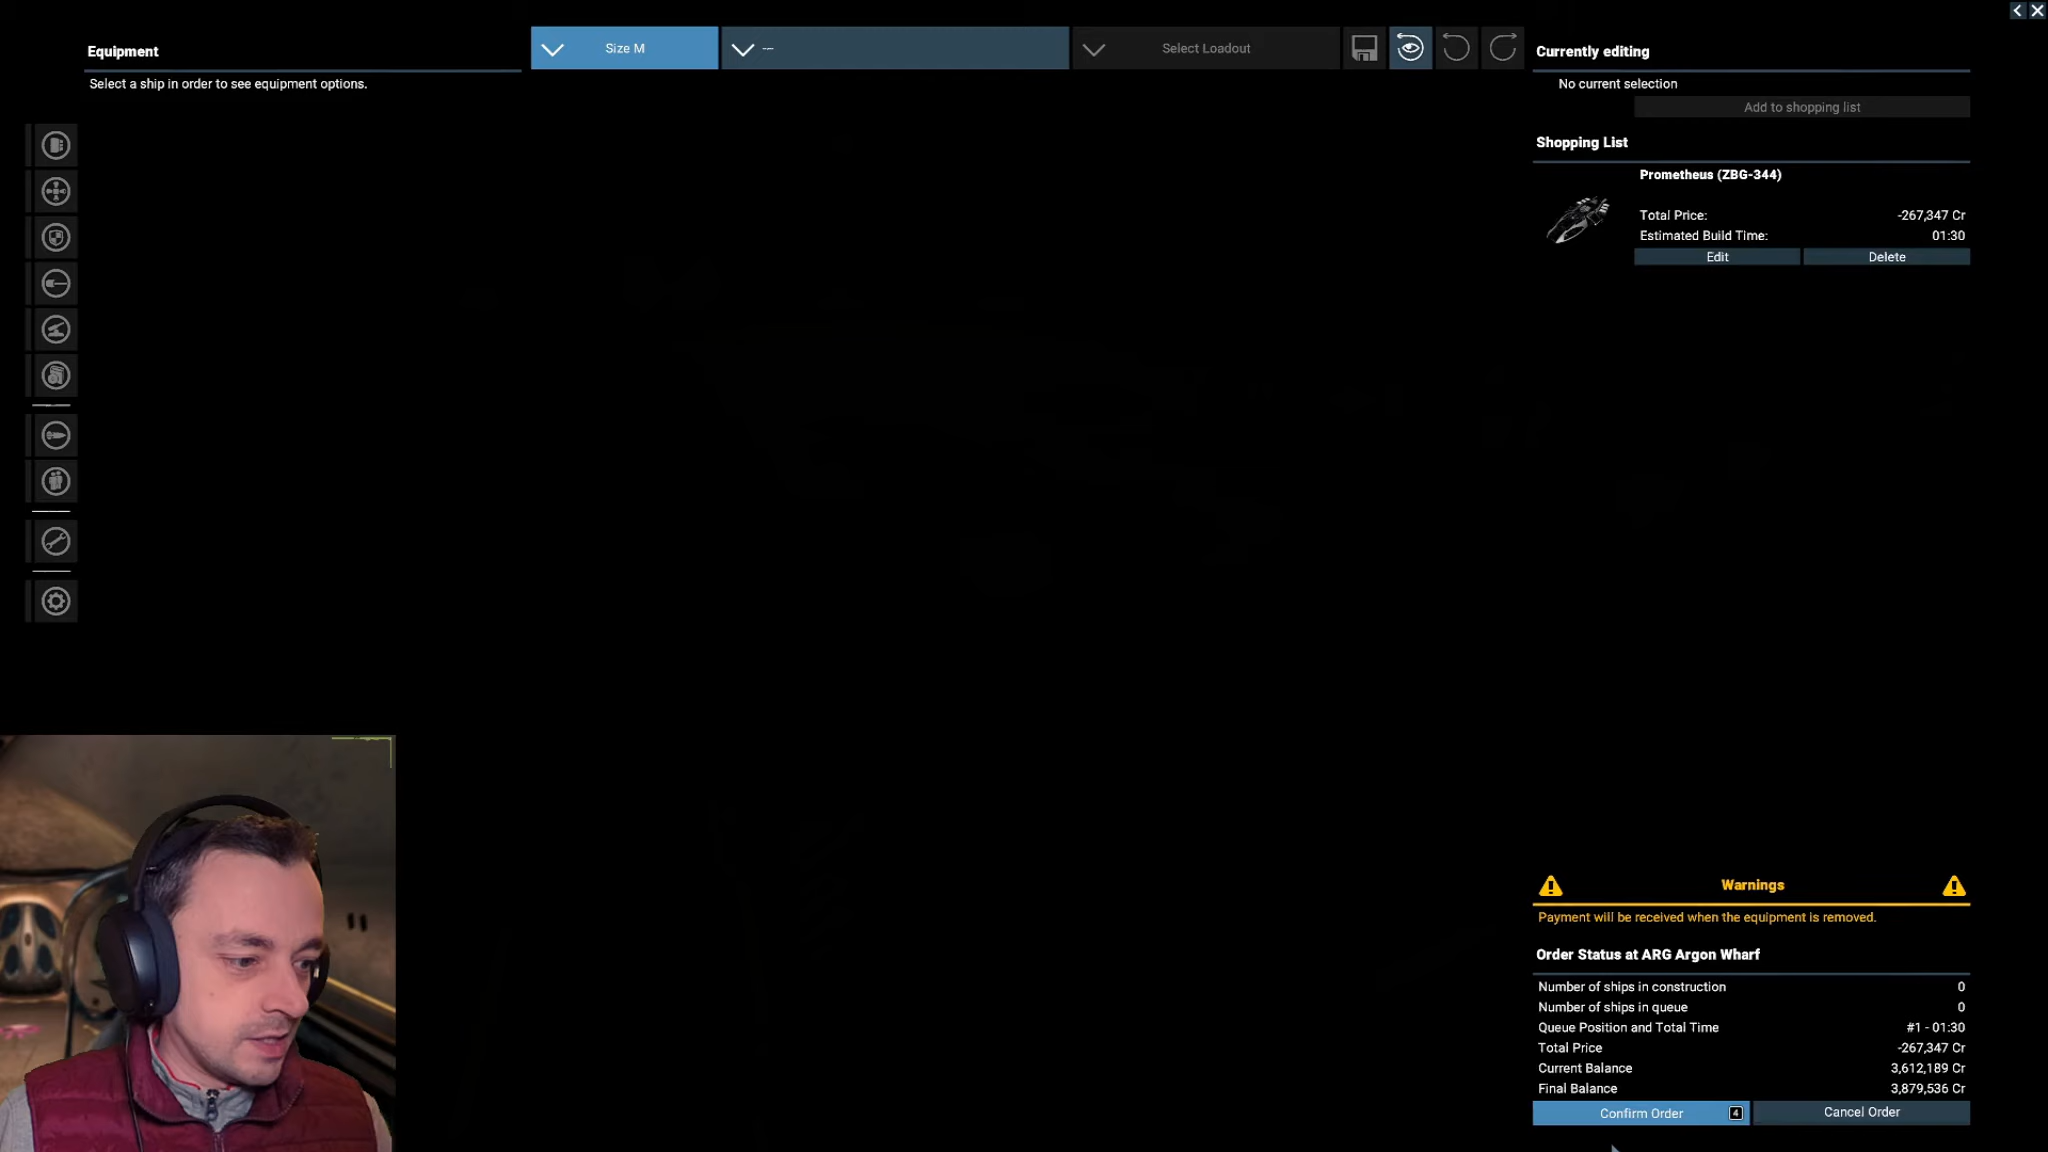 Equipment
Select a ship in order to see equipment options.
Size M
---
Select Loadout
Currently editing
No current selection
Add to shopping list
Shopping List
Prometheus (ZBG-344)
Total Price: -267,347 Cr
Estimated Build Time: 01:30
Edit Delete
Warnings
Payment will be received when the equipment is removed.
Order Status at ARG Argon Wharf
Number of ships in construction 0
Number of ships in queue 0
Queue Position and Total Time #1 - 01:30
Total Price -267,347 Cr
Current Balance 3,612,189 Cr
Final Balance 3,879,536 Cr
Confirm Order 4 Cancel Order